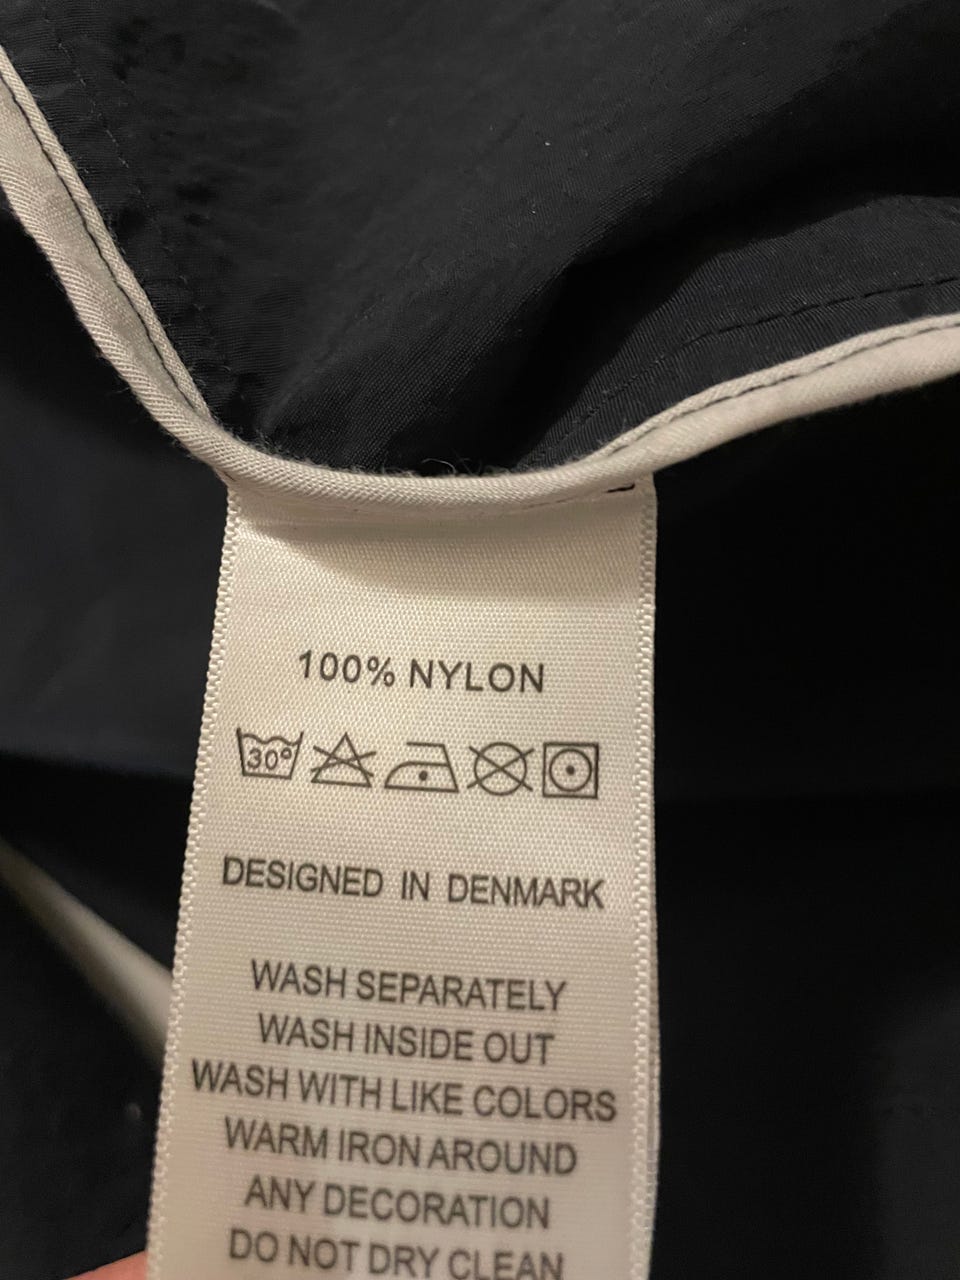 100% NYLON
30°
DESIGNED IN DENMARK
WASH SEPARATELY
WASH INSIDE OUT
WASH WITH LIKE COLORS
WARM IRON AROUND
ANY DECORATION
DO NOT DRY CLEAN